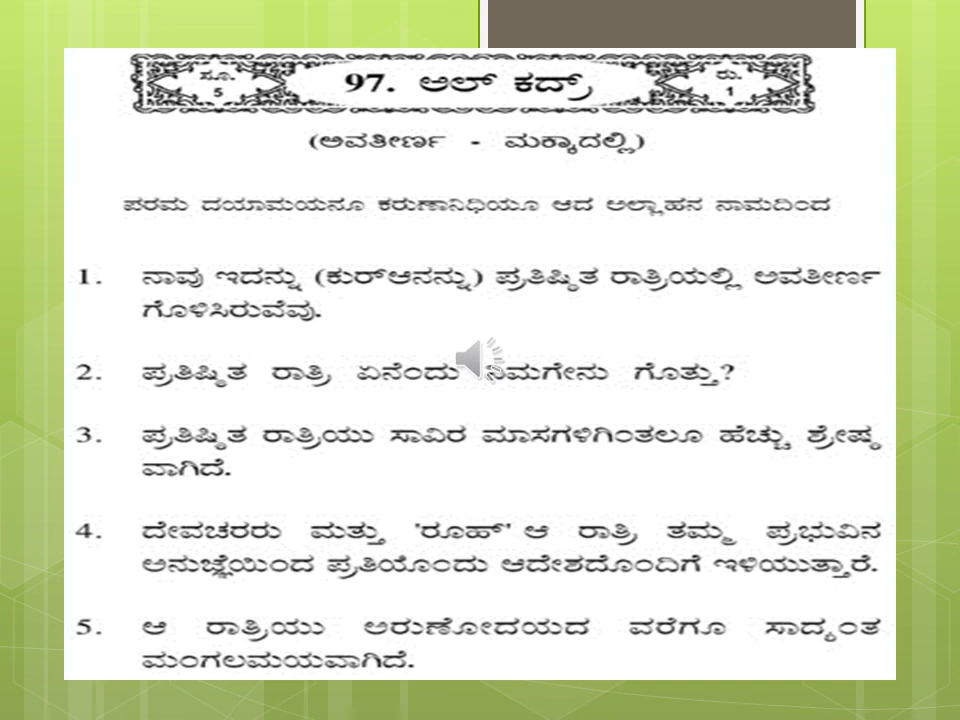 ಸೂ.
5
97. ಅಲ್ ಕದ್ರ್
ರು.
1
(ಅವತೀರ್ಣ - ಮಕ್ಕಾದಲ್ಲಿ)
ಪರಮ ದಯಾಮಯನೂ ಕರುಣಾನಿಧಿಯೂ ಆದ ಅಲ್ಲಾಹನ ನಾಮದಿಂದ
1. ನಾವು ಇದನ್ನು (ಕುರ್‌ಆನನ್ನು) ಪ್ರತಿಷ್ಠಿತ ರಾತ್ರಿಯಲ್ಲಿ ಅವತೀರ್ಣ
ಗೊಳಿಸಿರುವೆವು.
2. ಪ್ರತಿಷ್ಠಿತ ರಾತ್ರಿ ಏನೆಂದು ನಿಮಗೇನು ಗೊತ್ತು?
3. ಪ್ರತಿಷ್ಠಿತ ರಾತ್ರಿಯು ಸಾವಿರ ಮಾಸಗಳಿಗಿಂತಲೂ ಹೆಚ್ಚು ಶ್ರೇಷ್ಠ
ವಾಗಿದೆ.
4. ದೇವಚರರು ಮತ್ತು 'ರೂಹ್' ಆ ರಾತ್ರಿ ತಮ್ಮ ಪ್ರಭುವಿನ
ಅನುಜ್ಞೆಯಿಂದ ಪ್ರತಿಯೊಂದು ಆದೇಶದೊಂದಿಗೆ ಇಳಿಯುತ್ತಾರೆ.
5. ಆ ರಾತ್ರಿಯು ಅರುಣೋದಯದ ವರೆಗೂ ಸಾದ್ಯಂತ
ಮಂಗಲಮಯವಾಗಿದೆ.